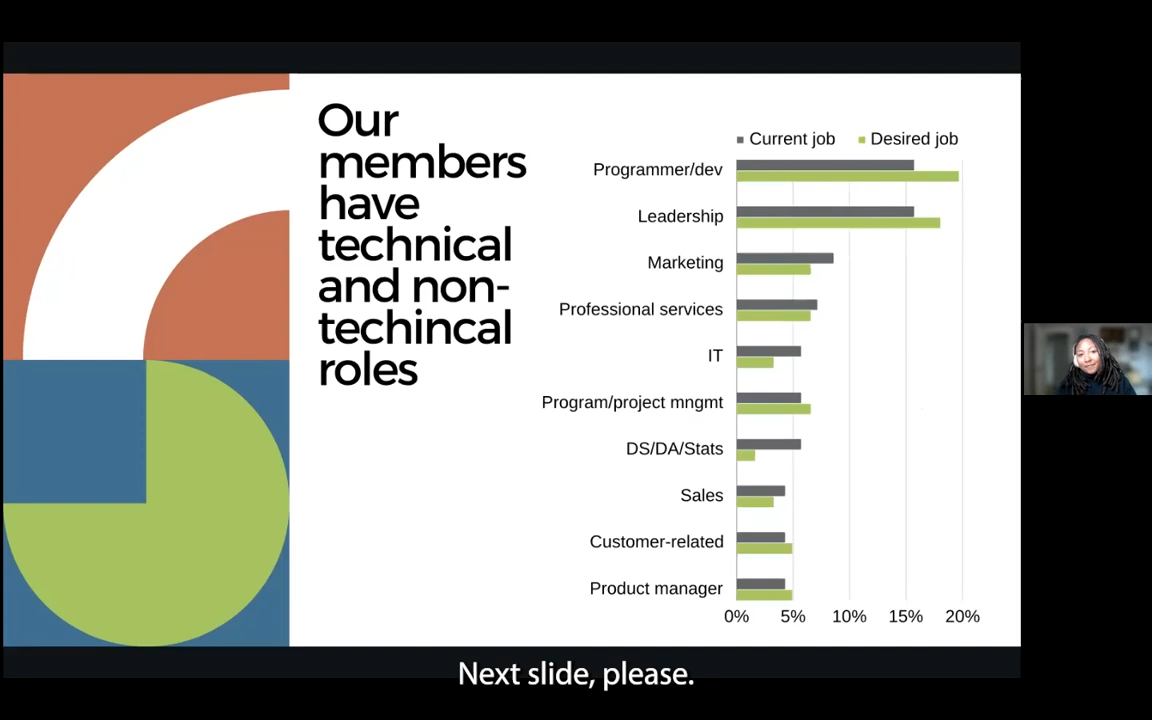 Our
members
have
technical
and non-
techincal
roles
Current job Desired job
Programmer/dev
Leadership
Marketing
Professional services
IT
Program/project mngmt
DS/DA/Stats
Sales
Customer-related
Product manager
0% 5% 10% 15% 20%
Next slide, please.